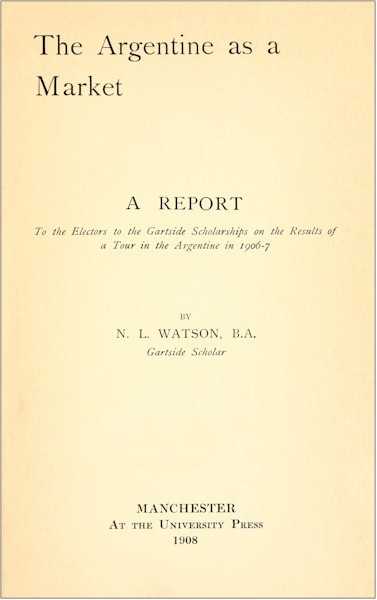 The Argentine as a
Market
A REPORT
To the Electors to the Gartside Scholarships on the Results of
a Tour in the Argentine in 1906-7
BY
N. L. WATSON, B.A.
Gartside Scholar
MANCHESTER
AT THE UNIVERSITY PRESS
1908